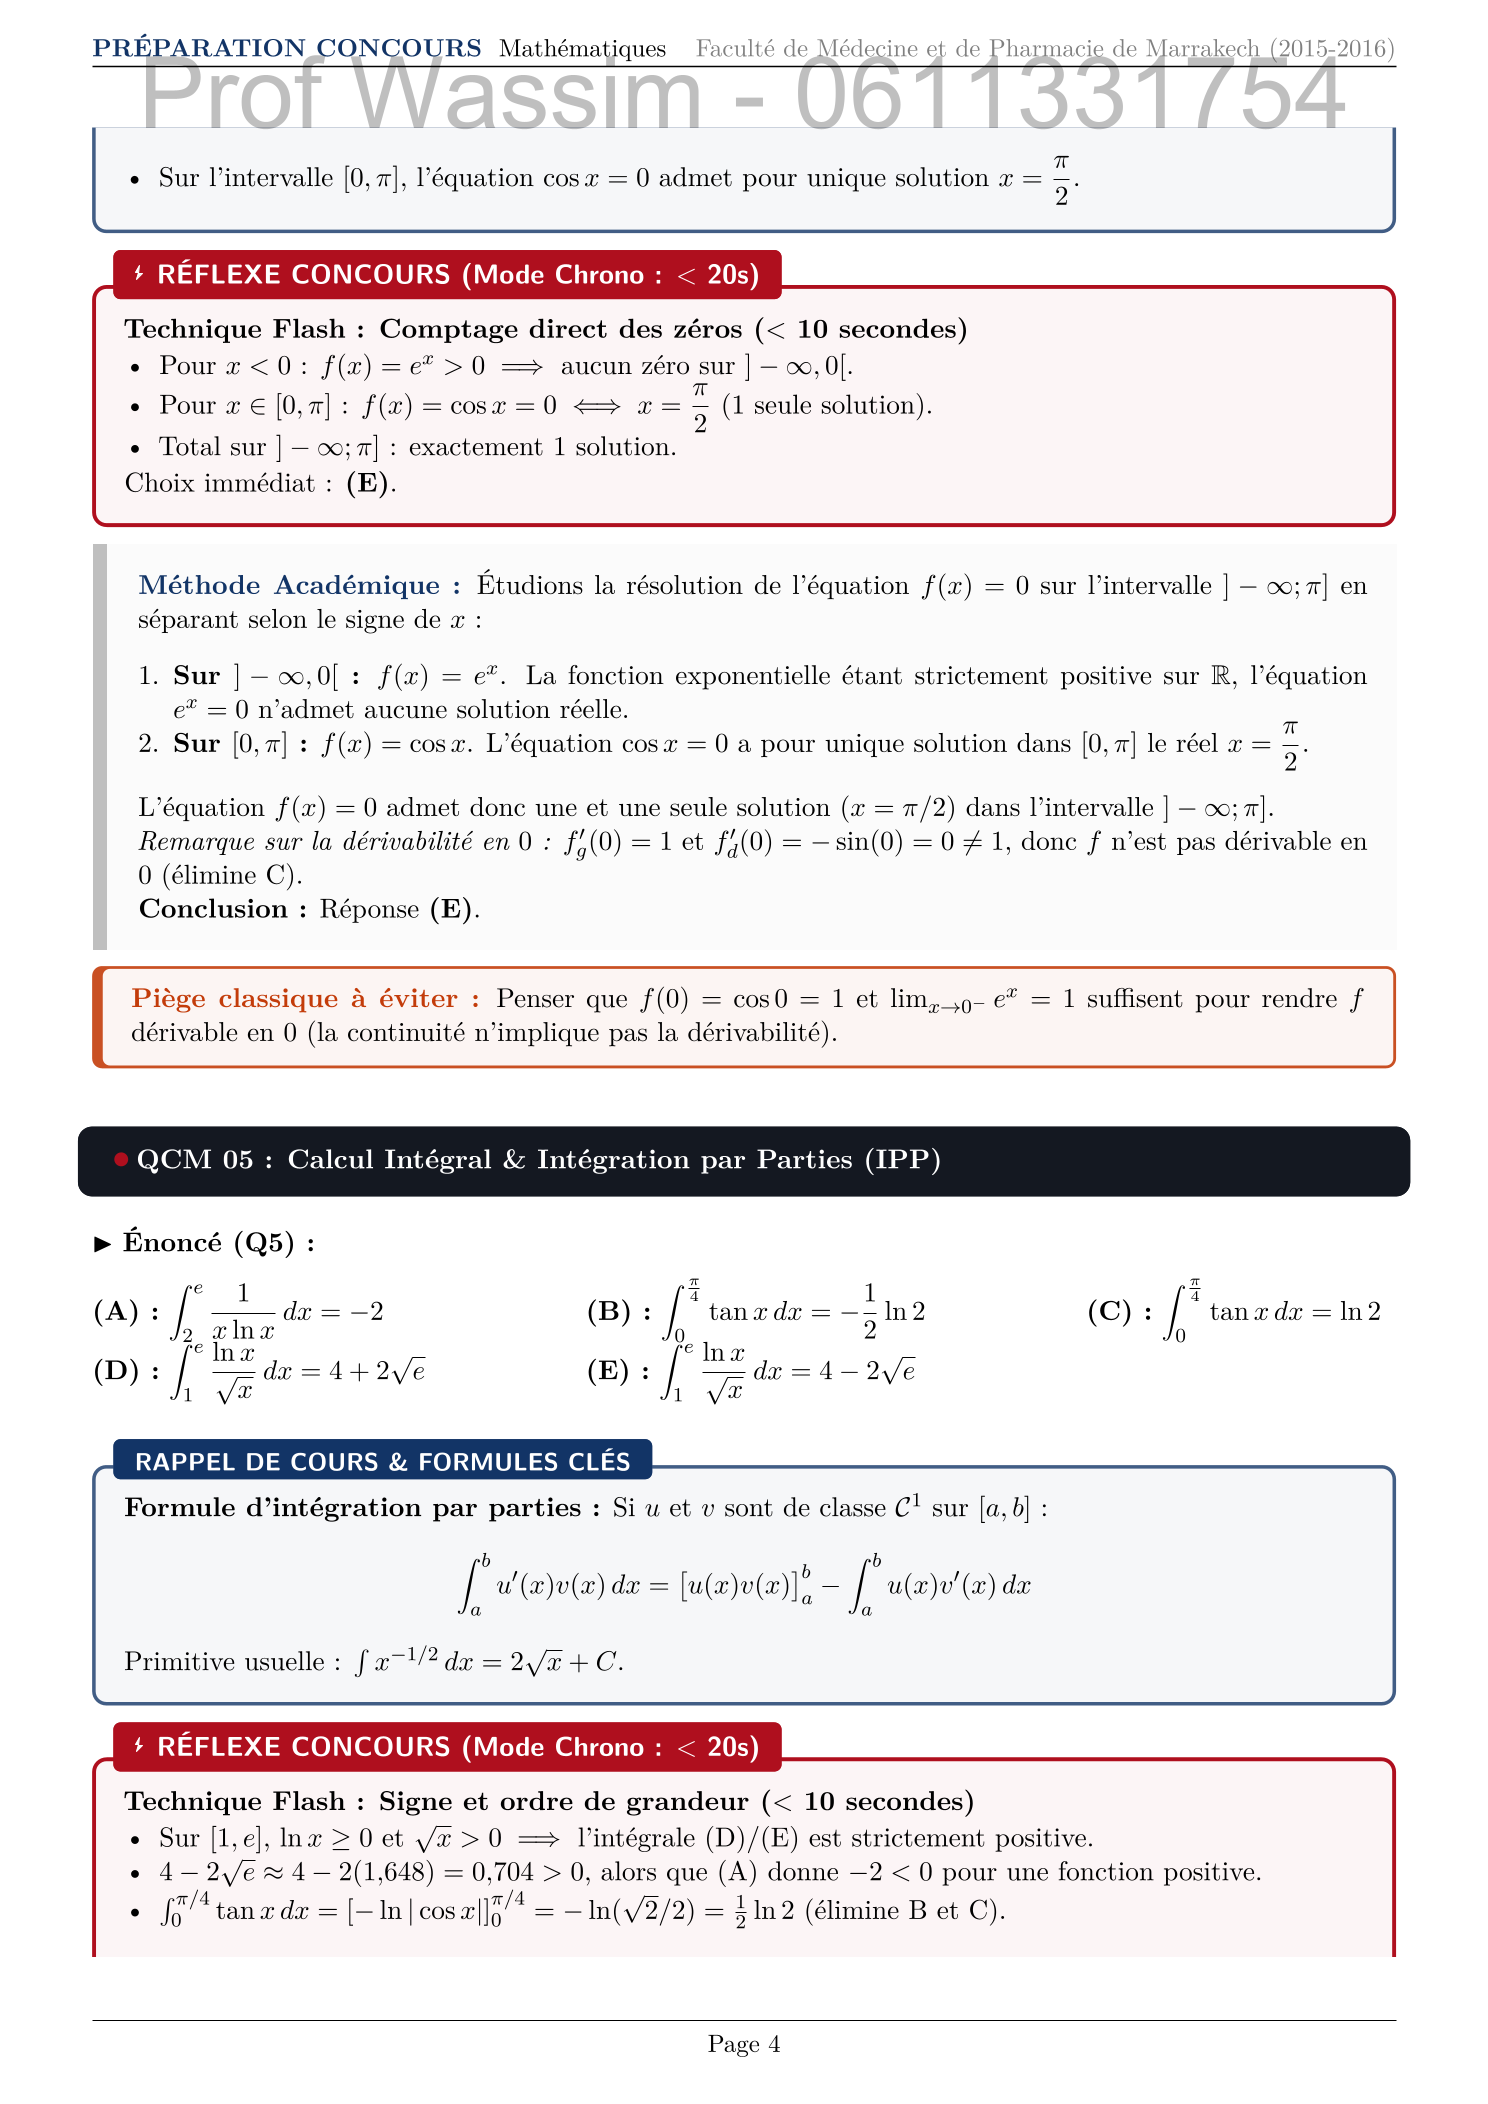 PRÉPARATION CONCOURS Mathématiques Faculté de Médecine et de Pharmacie de Marrakech (2015-2016)
Prof Wassim - 0611331754
• Sur l'intervalle [0, π], l'équation cos x = 0 admet pour unique solution x = π/2.
RÉFLEXE CONCOURS (Mode Chrono : < 20s)
Technique Flash : Comptage direct des zéros (< 10 secondes)
• Pour x < 0 : f(x) = e^x > 0 ⟹ aucun zéro sur ] − ∞, 0[.
• Pour x ∈ [0, π] : f(x) = cos x = 0 ⟺ x = π/2 (1 seule solution).
• Total sur ] − ∞; π] : exactement 1 solution.
Choix immédiat : (E).
Méthode Académique : Étudions la résolution de l'équation f(x) = 0 sur l'intervalle ] − ∞; π] en
séparant selon le signe de x :
1. Sur ] − ∞, 0[ : f(x) = e^x. La fonction exponentielle étant strictement positive sur ℝ, l'équation
e^x = 0 n'admet aucune solution réelle.
2. Sur [0, π] : f(x) = cos x. L'équation cos x = 0 a pour unique solution dans [0, π] le réel x = π/2.
L'équation f(x) = 0 admet donc une et une seule solution (x = π/2) dans l'intervalle ] − ∞; π].
Remarque sur la dérivabilité en 0 : f′_g(0) = 1 et f′_d(0) = − sin(0) = 0 ≠ 1, donc f n'est pas dérivable en
0 (élimine C).
Conclusion : Réponse (E).
Piège classique à éviter : Penser que f(0) = cos 0 = 1 et lim_{x→0⁻} e^x = 1 suffisent pour rendre f
dérivable en 0 (la continuité n'implique pas la dérivabilité).
● QCM 05 : Calcul Intégral & Intégration par Parties (IPP)
▶ Énoncé (Q5) :
(A) : ∫_2^e 1/(x ln x) dx = −2 (B) : ∫_0^{π/4} tan x dx = −1/2 ln 2 (C) : ∫_0^{π/4} tan x dx = ln 2
(D) : ∫_1^e ln x/√x dx = 4 + 2√e (E) : ∫_1^e ln x/√x dx = 4 − 2√e
RAPPEL DE COURS & FORMULES CLÉS
Formule d'intégration par parties : Si u et v sont de classe 𝒞¹ sur [a, b] :
∫_a^b u′(x)v(x) dx = [u(x)v(x)]_a^b − ∫_a^b u(x)v′(x) dx
Primitive usuelle : ∫ x^{−1/2} dx = 2√x + C.
RÉFLEXE CONCOURS (Mode Chrono : < 20s)
Technique Flash : Signe et ordre de grandeur (< 10 secondes)
• Sur [1, e], ln x ≥ 0 et √x > 0 ⟹ l'intégrale (D)/(E) est strictement positive.
• 4 − 2√e ≈ 4 − 2(1,648) = 0,704 > 0, alors que (A) donne −2 < 0 pour une fonction positive.
• ∫_0^{π/4} tan x dx = [− ln | cos x|]_0^{π/4} = − ln(√2/2) = 1/2 ln 2 (élimine B et C).
Page 4